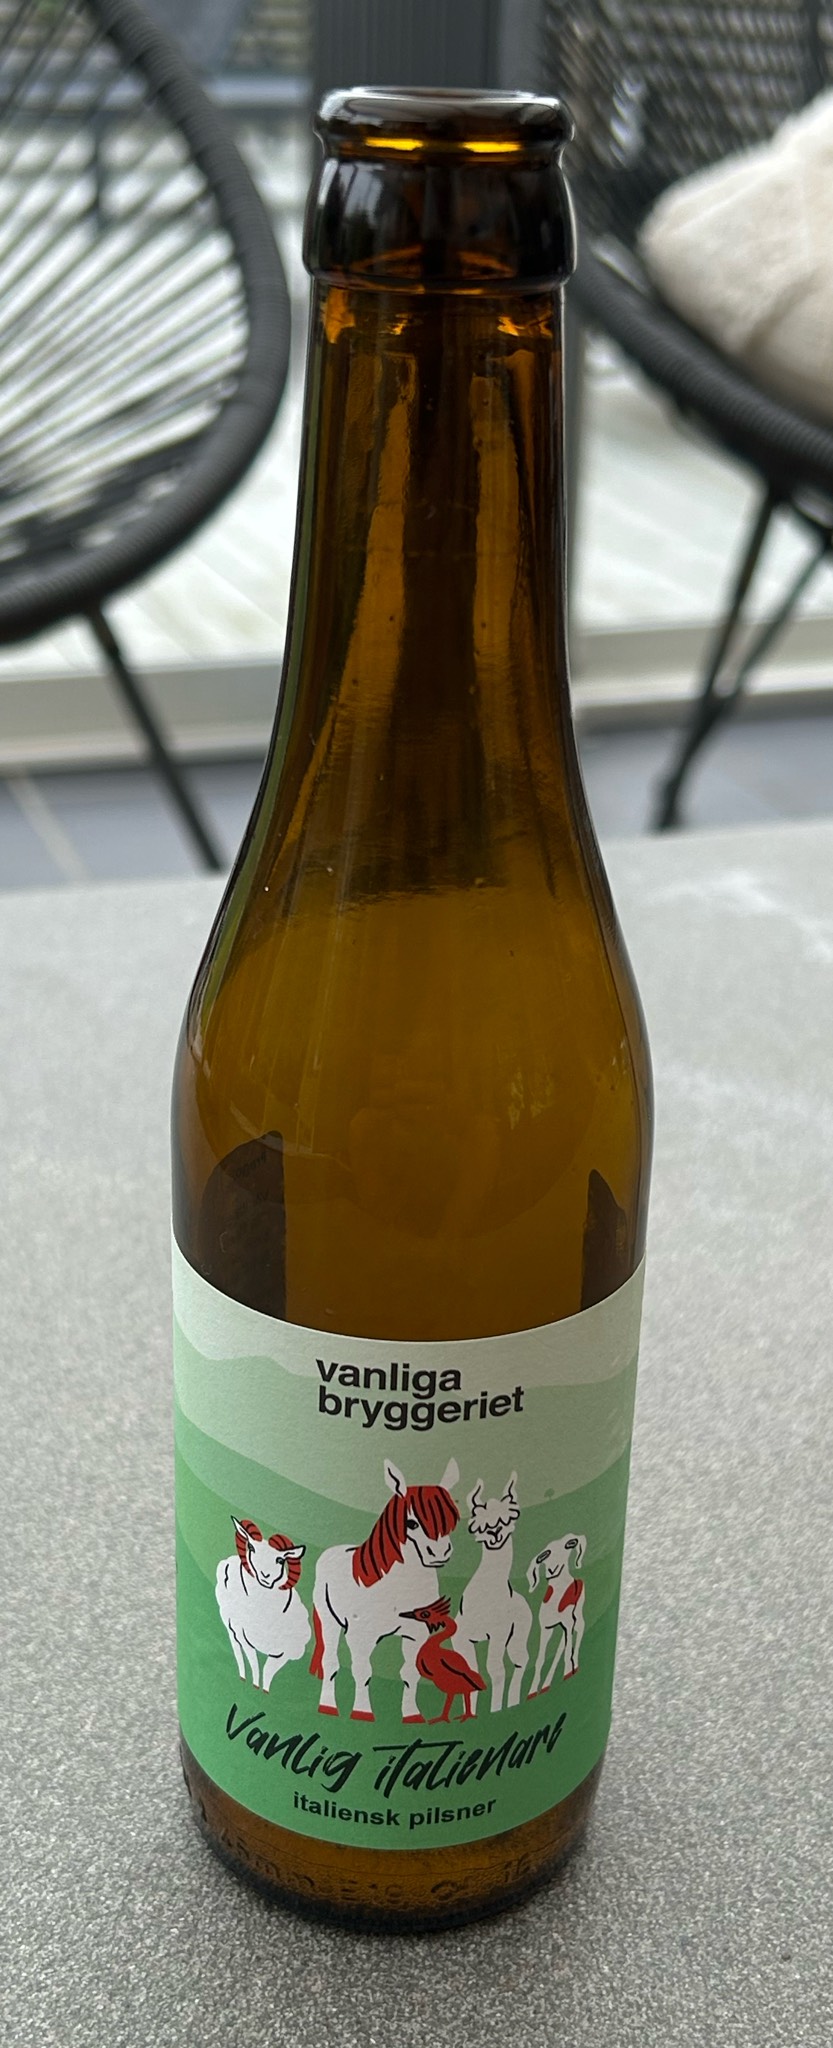 vanliga
bryggeriet
Vanlig italienare
italiensk pilsner